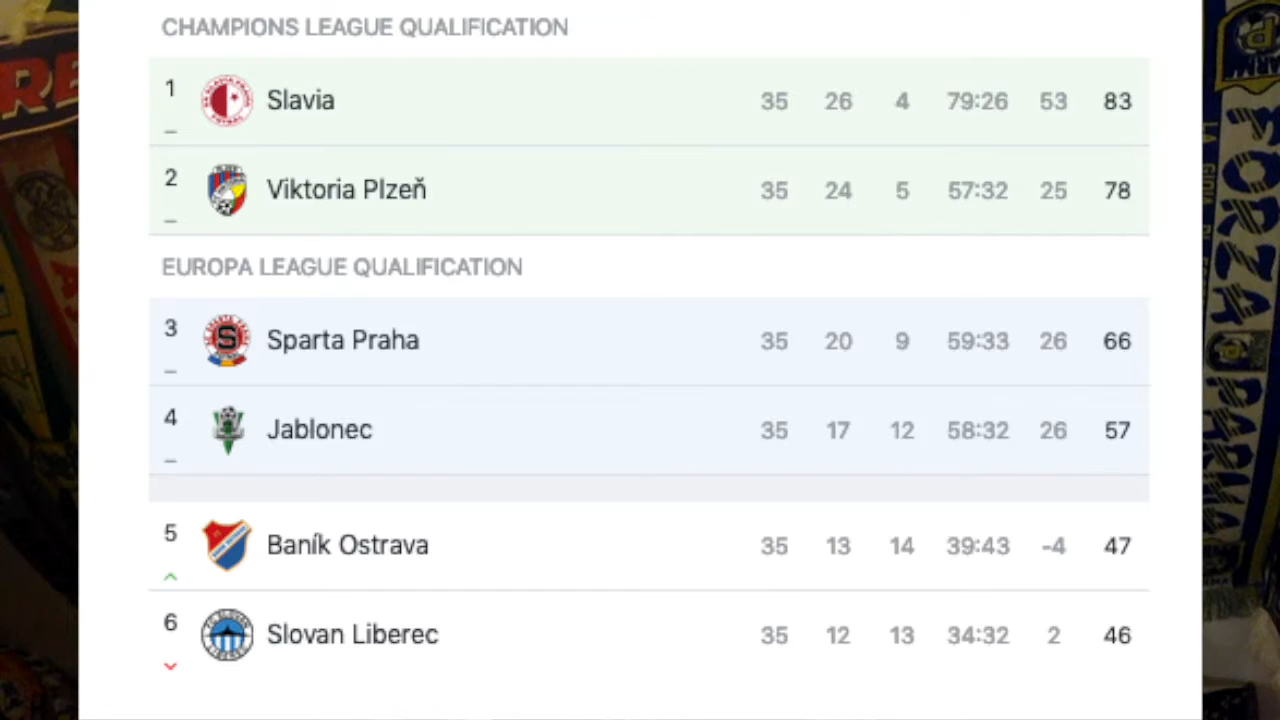 CHAMPIONS LEAGUE QUALIFICATION
1 Slavia 35 26 4 79:26 53 83
2 Viktoria Plzeň 35 24 5 57:32 25 78
EUROPA LEAGUE QUALIFICATION
3 Sparta Praha 35 20 9 59:33 26 66
4 Jablonec 35 17 12 58:32 26 57
5 Baník Ostrava 35 13 14 39:43 -4 47
6 Slovan Liberec 35 12 13 34:32 2 46
FORZA
PARMA